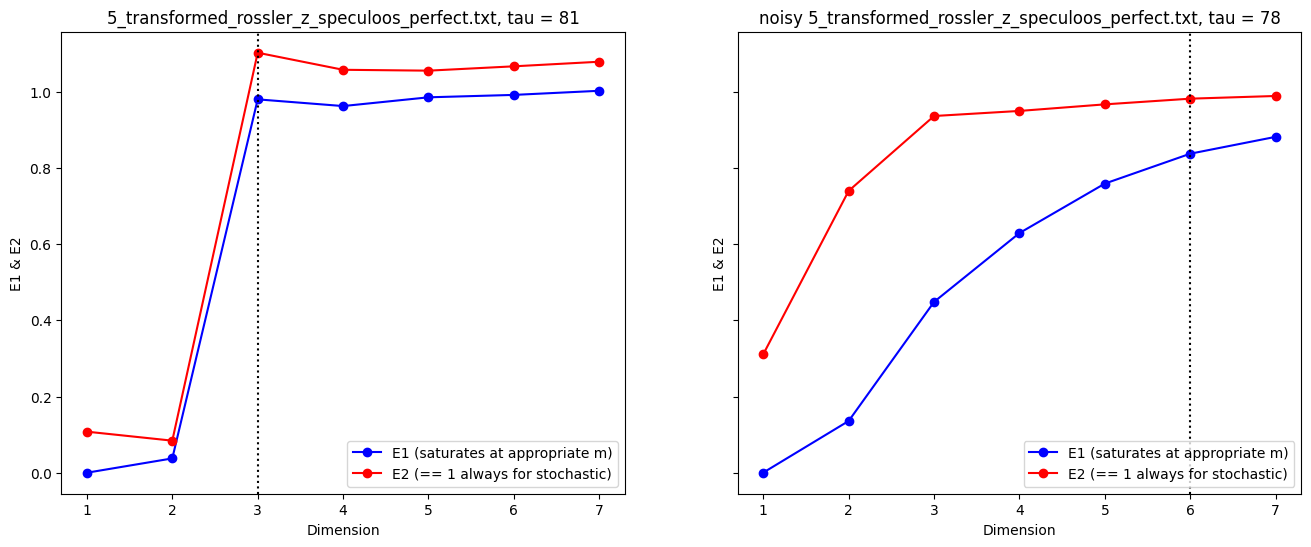 5_transformed_rossler_z_speculoos_perfect.txt, tau = 81
E1 & E2
1.0
0.8
0.6
0.4
0.2
0.0
E1 (saturates at appropriate m)
E2 (== 1 always for stochastic)
1 2 3 4 5 6 7
Dimension
noisy 5_transformed_rossler_z_speculoos_perfect.txt, tau = 78
E1 & E2
E1 (saturates at appropriate m)
E2 (== 1 always for stochastic)
1 2 3 4 5 6 7
Dimension